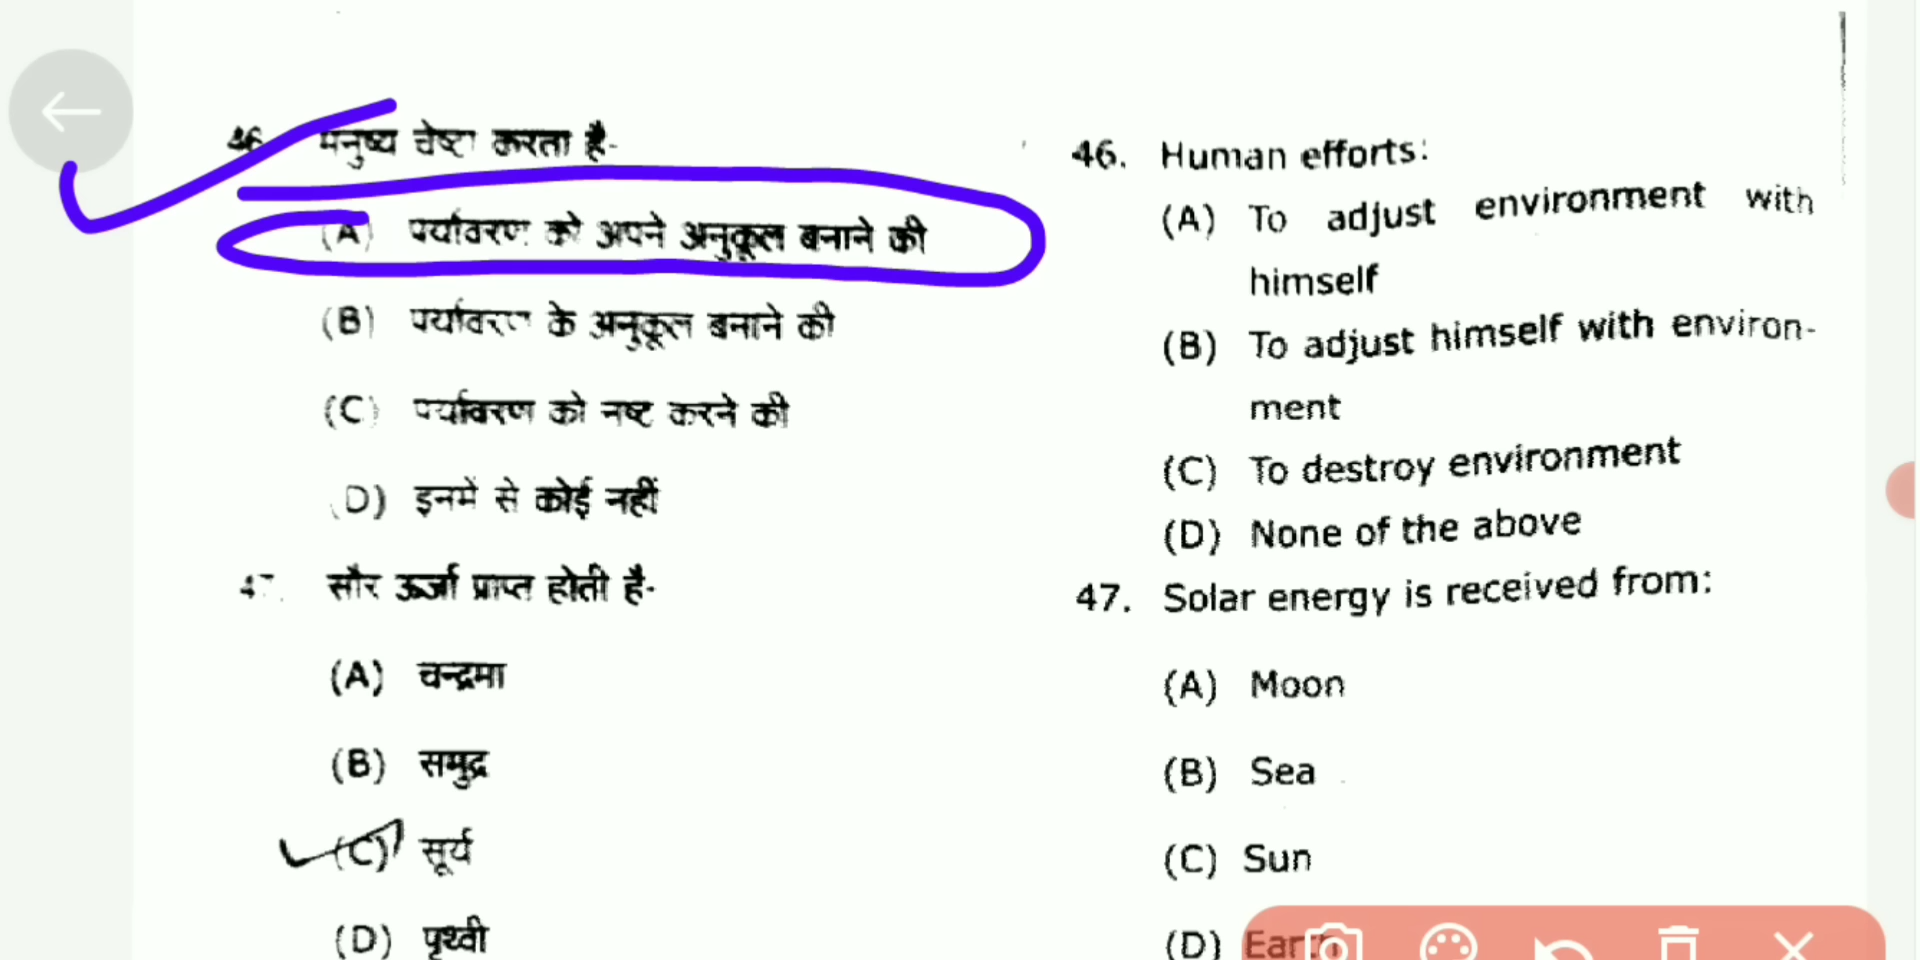 46 मनुष्य चेष्टा करता है-
(A) पर्यावरण को अपने अनुकूल बनाने की
(B) पर्यावरण के अनुकूल बनाने की
(C) पर्यावरण को नष्ट करने की
(D) इनमें से कोई नहीं
सौर ऊर्जा प्राप्त होती है-
(A) चन्द्रमा
(B) समुद्र
(C) सूर्य
(D) पृथ्वी
46. Human efforts:
(A) To adjust environment with
himself
(B) To adjust himself with environ-
ment
(C) To destroy environment
(D) None of the above
47. Solar energy is received from:
(A) Moon
(B) Sea
(C) Sun
(D) Earth